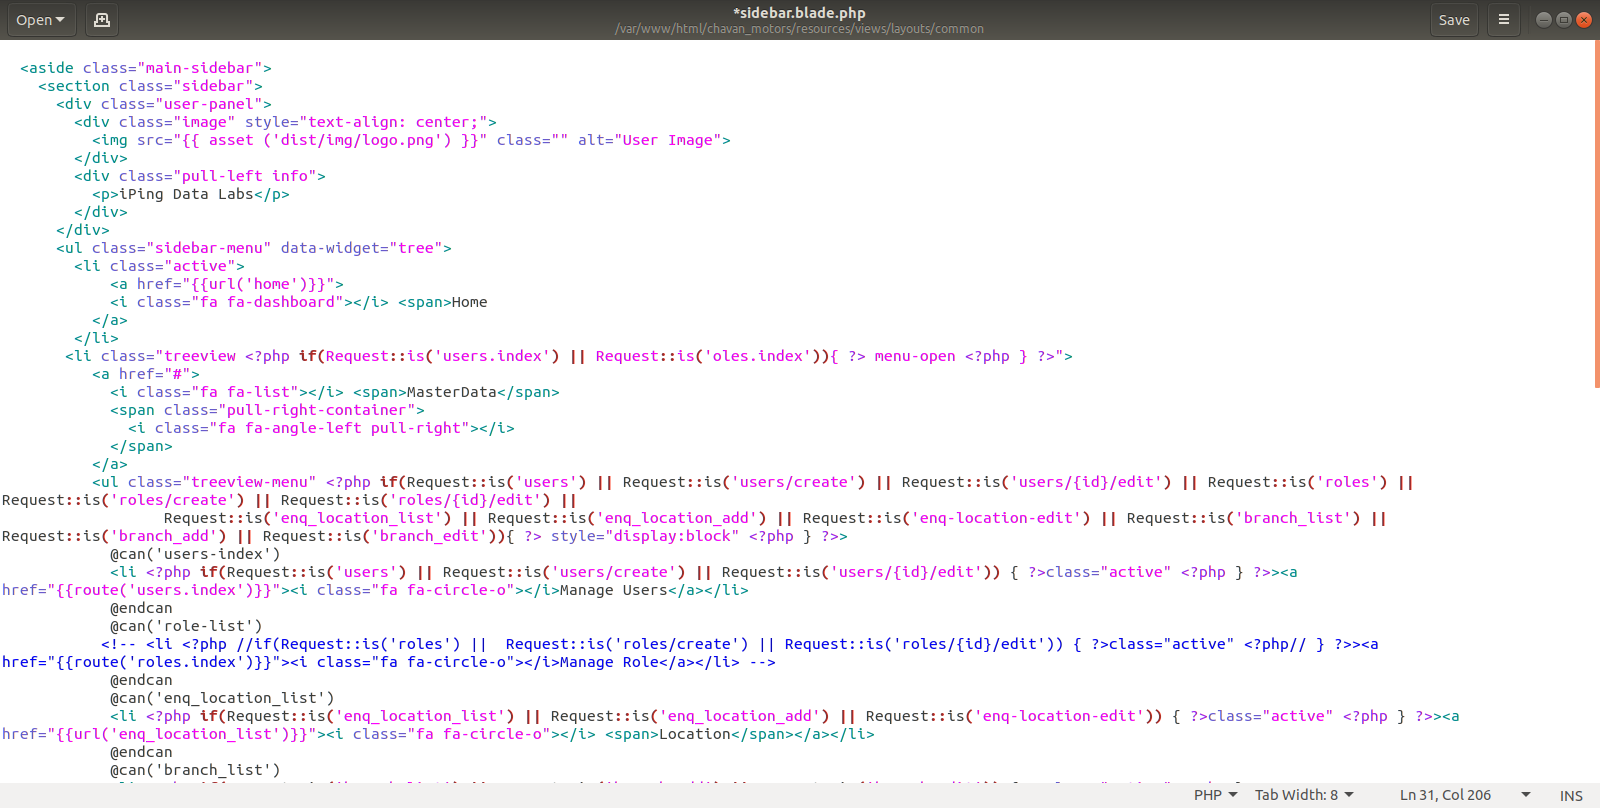 Open
*sidebar.blade.php
/var/www/html/chavan_motors/resources/views/layouts/common
Save
<aside class="main-sidebar">
<section class="sidebar">
<div class="user-panel">
<div class="image" style="text-align: center;">
<img src="{{ asset ('dist/img/logo.png') }}" class="" alt="User Image">
</div>
<div class="pull-left info">
<p>iPing Data Labs</p>
</div>
</div>
<ul class="sidebar-menu" data-widget="tree">
<li class="active">
<a href="{{url('home')}}">
<i class="fa fa-dashboard"></i> <span>Home
</a>
</li>
<li class="treeview <?php if(Request::is('users.index') || Request::is('oles.index')){ ?> menu-open <?php } ?>">
<a href="#">
<i class="fa fa-list"></i> <span>MasterData</span>
<span class="pull-right-container">
<i class="fa fa-angle-left pull-right"></i>
</span>
</a>
<ul class="treeview-menu" <?php if(Request::is('users') || Request::is('users/create') || Request::is('users/{id}/edit') || Request::is('roles') ||
Request::is('roles/create') || Request::is('roles/{id}/edit') ||
Request::is('enq_location_list') || Request::is('enq_location_add') || Request::is('enq-location-edit') || Request::is('branch_list') ||
Request::is('branch_add') || Request::is('branch_edit')){ ?> style="display:block" <?php } ?>>
@can('users-index')
<li <?php if(Request::is('users') || Request::is('users/create') || Request::is('users/{id}/edit')) { ?>class="active" <?php } ?>><a
href="{{route('users.index')}}"><i class="fa fa-circle-o"></i>Manage Users</a></li>
@endcan
@can('role-list')
<!-- <li <?php //if(Request::is('roles') ||  Request::is('roles/create') || Request::is('roles/{id}/edit')) { ?>class="active" <?php// } ?>><a
href="{{route('roles.index')}}"><i class="fa fa-circle-o"></i>Manage Role</a></li> -->
@endcan
@can('enq_location_list')
<li <?php if(Request::is('enq_location_list') || Request::is('enq_location_add') || Request::is('enq-location-edit')) { ?>class="active" <?php } ?>><a
href="{{url('enq_location_list')}}"><i class="fa fa-circle-o"></i> <span>Location</span></a></li>
@endcan
@can('branch_list')
PHP
Tab Width: 8
Ln 31, Col 206
INS